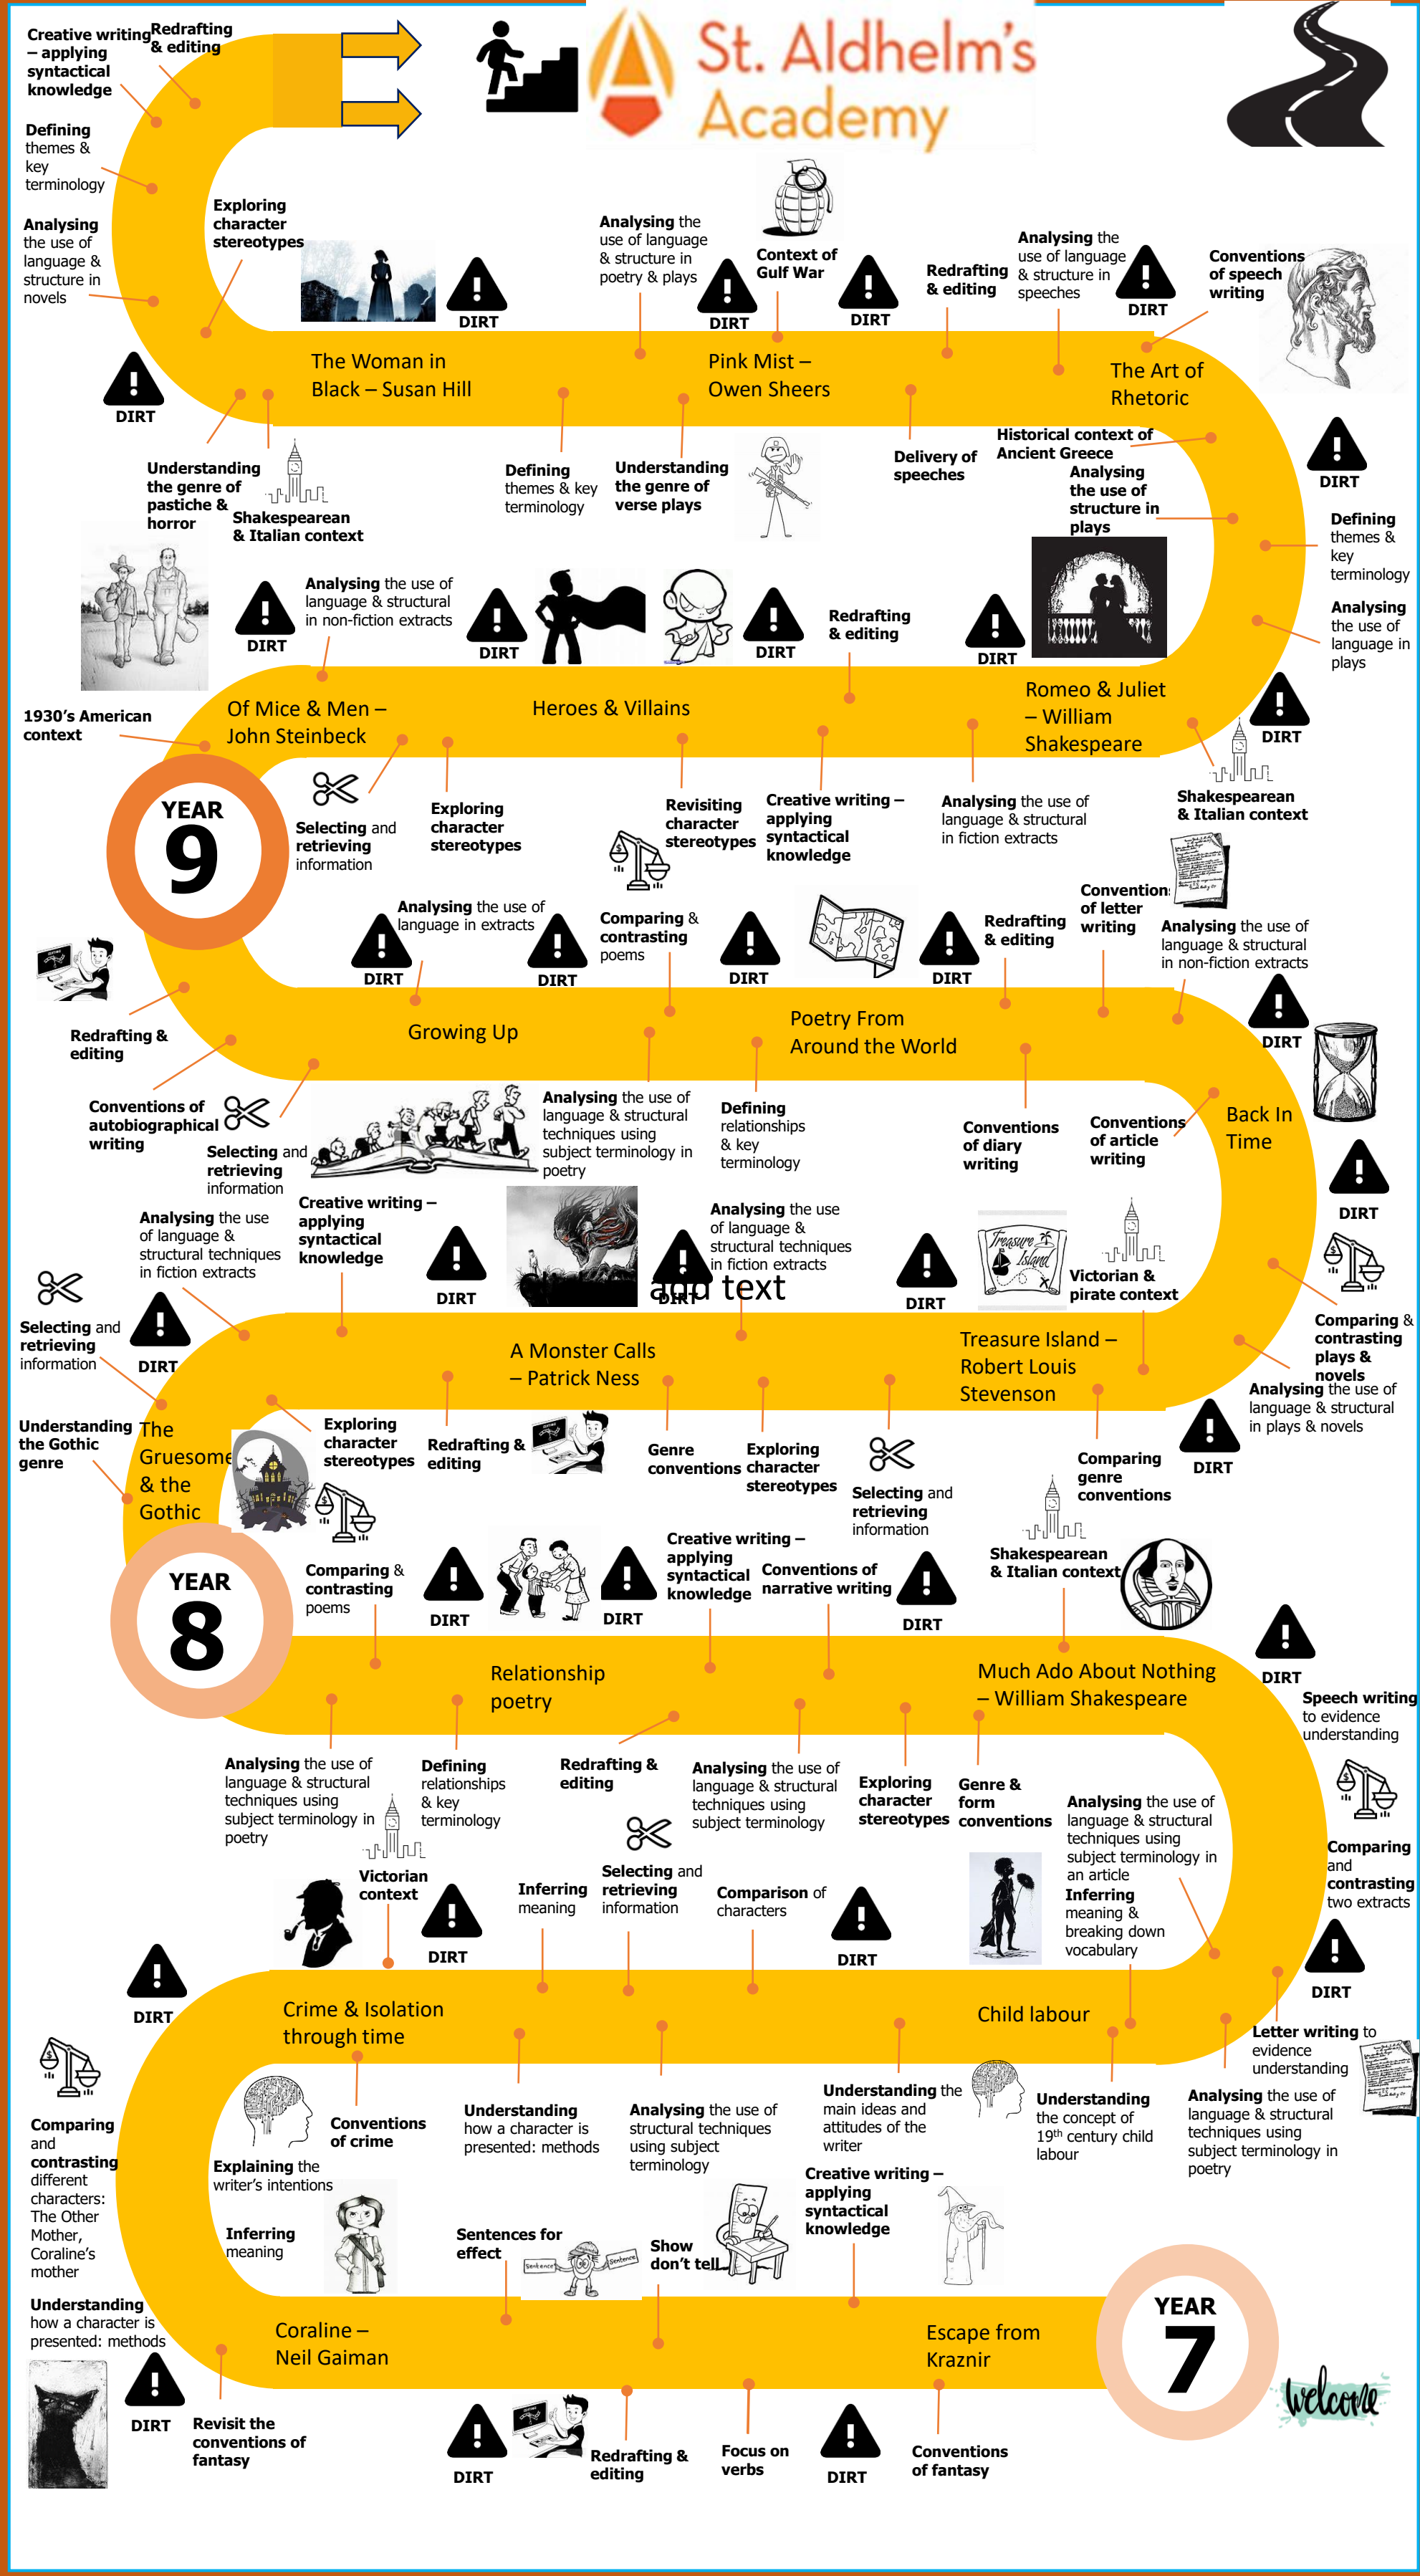 Creative writing
– applying
syntactical
knowledge
Redrafting
& editing
St. Aldhelm's
Academy
Defining
themes &
key
terminology
Analysing
the use of
language &
structure in
novels
Exploring
character
stereotypes
DIRT
Analysing the
use of language
& structure in
poetry & plays
DIRT
Context of
Gulf War
DIRT
Redrafting
& editing
Analysing the
use of language
& structure in
speeches
DIRT
Conventions
of speech
writing
The Woman in
Black – Susan Hill
Pink Mist –
Owen Sheers
The Art of
Rhetoric
DIRT
Understanding
the genre of
pastiche &
horror
Shakespearean
& Italian context
Defining
themes & key
terminology
Understanding
the genre of
verse plays
Delivery of
speeches
Historical context of
Ancient Greece
DIRT
Analysing
the use of
structure in
plays
Defining
themes &
key
terminology
Analysing
the use of
language in
plays
DIRT
Analysing the use of
language & structural
in non-fiction extracts
DIRT
DIRT
Redrafting
& editing
DIRT
DIRT
1930's American
context
Of Mice & Men –
John Steinbeck
Heroes & Villains
Romeo & Juliet
– William
Shakespeare
Shakespearean
& Italian context
YEAR
9
Selecting and
retrieving
information
Exploring
character
stereotypes
Revisiting
character
stereotypes
Creative writing –
applying
syntactical
knowledge
Analysing the use of
language & structural
in fiction extracts
DIRT
Analysing the use of
language in extracts
DIRT
Comparing &
contrasting
poems
DIRT
DIRT
Redrafting
& editing
Conventions
of letter
writing
Analysing the use of
language & structural
in non-fiction extracts
DIRT
Redrafting &
editing
Growing Up
Poetry From
Around the World
Back In
Time
Conventions of
autobiographical
writing
Selecting and
retrieving
information
Analysing the use of
language & structural
techniques using
subject terminology in
poetry
Defining
relationships
& key
terminology
Conventions
of diary
writing
Conventions
of article
writing
DIRT
Analysing the use
of language &
structural techniques
in fiction extracts
Creative writing –
applying
syntactical
knowledge
DIRT
DIRT
add text
Analysing the use
of language &
structural techniques
in fiction extracts
DIRT
Treasure
Island
Victorian &
pirate context
Comparing &
contrasting
plays &
novels
Analysing the use of
language & structural
in plays & novels
Selecting and
retrieving
information
DIRT
A Monster Calls
– Patrick Ness
Treasure Island –
Robert Louis
Stevenson
Understanding
the Gothic
genre
The
Gruesome
& the
Gothic
Exploring
character
stereotypes
Redrafting &
editing
Genre
conventions
Exploring
character
stereotypes
Selecting and
retrieving
information
Comparing
genre
conventions
DIRT
YEAR
8
Comparing &
contrasting
poems
DIRT
DIRT
Creative writing –
applying
syntactical
knowledge
Conventions of
narrative writing
DIRT
Shakespearean
& Italian context
DIRT
Relationship
poetry
Much Ado About Nothing
– William Shakespeare
Speech writing
to evidence
understanding
Analysing the use of
language & structural
techniques using
subject terminology in
poetry
Defining
relationships
& key
terminology
Redrafting &
editing
Analysing the use of
language & structural
techniques using
subject terminology
Exploring
character
stereotypes
Genre &
form
conventions
Analysing the use of
language & structural
techniques using
subject terminology in
an article
Comparing
and
contrasting
two extracts
Victorian
context
DIRT
Inferring
meaning
Selecting and
retrieving
information
Comparison of
characters
DIRT
Inferring
meaning &
breaking down
vocabulary
DIRT
DIRT
Crime & Isolation
through time
Child labour
Letter writing to
evidence
understanding
Comparing
and
contrasting
different
characters:
The Other
Mother,
Coraline's
mother
Conventions
of crime
Understanding
how a character is
presented: methods
Analysing the use of
structural techniques
using subject
terminology
Understanding the
main ideas and
attitudes of the
writer
Understanding
the concept of
19th century child
labour
Analysing the use of
language & structural
techniques using
subject terminology in
poetry
Explaining the
writer's intentions
Inferring
meaning
Sentences for
effect
Sentence
Sentence
Show
don't tell
Creative writing –
applying
syntactical
knowledge
Understanding
how a character is
presented: methods
Coraline –
Neil Gaiman
Escape from
Kraznir
YEAR
7
welcome
DIRT
Revisit the
conventions of
fantasy
DIRT
Redrafting &
editing
Focus on
verbs
DIRT
Conventions
of fantasy